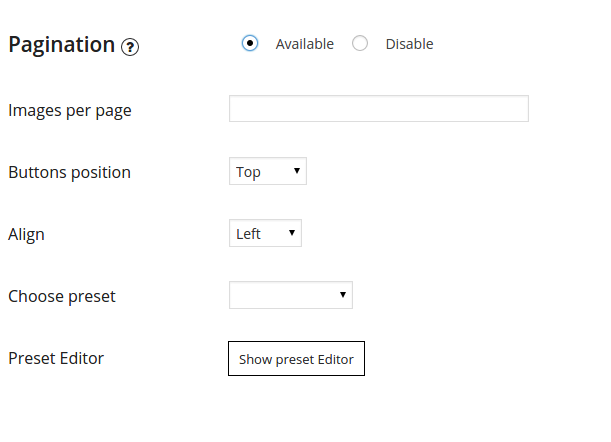 Pagination ? Available Disable
Images per page
Buttons position Top
Align Left
Choose preset
Preset Editor Show preset Editor